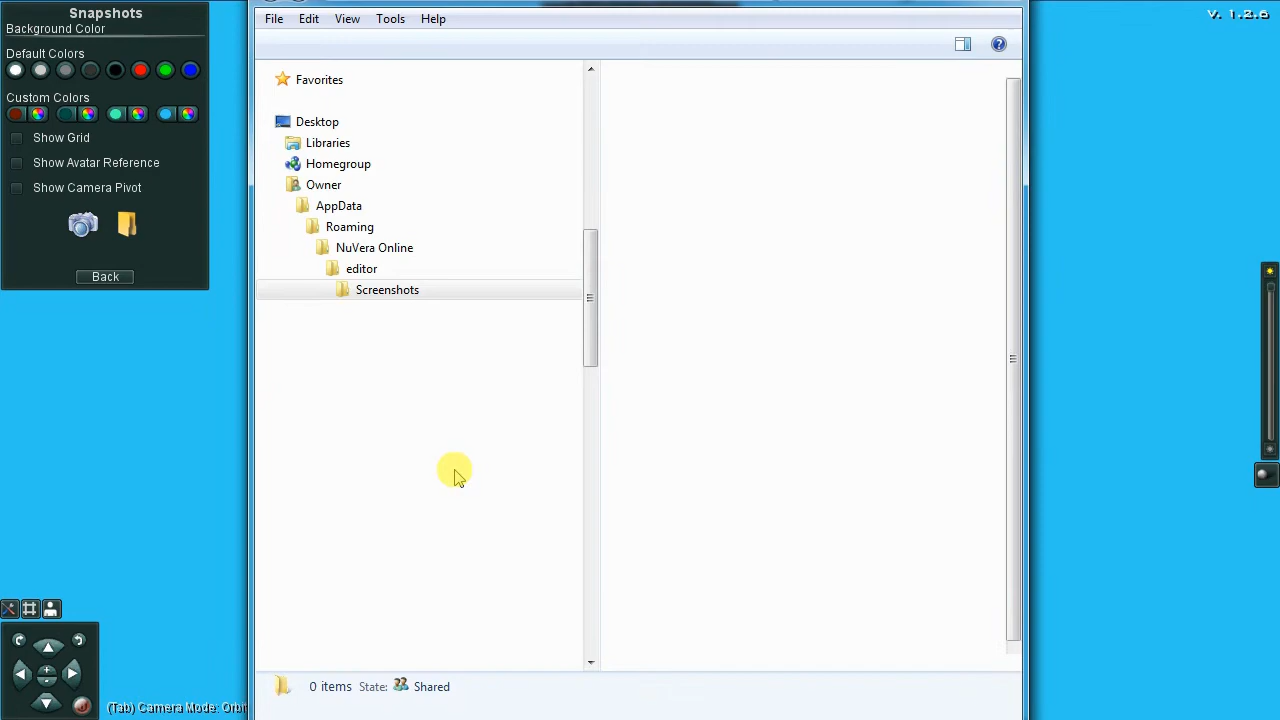 Snapshots
Background Color
Default Colors
Custom Colors
Show Grid
Show Avatar Reference
Show Camera Pivot
Back
File Edit View Tools Help
Favorites
Desktop
Libraries
Homegroup
Owner
AppData
Roaming
NuVera Online
editor
Screenshots
0 items State: Shared
v. 1.2.6
(Tab) Camera Mode: Orbit